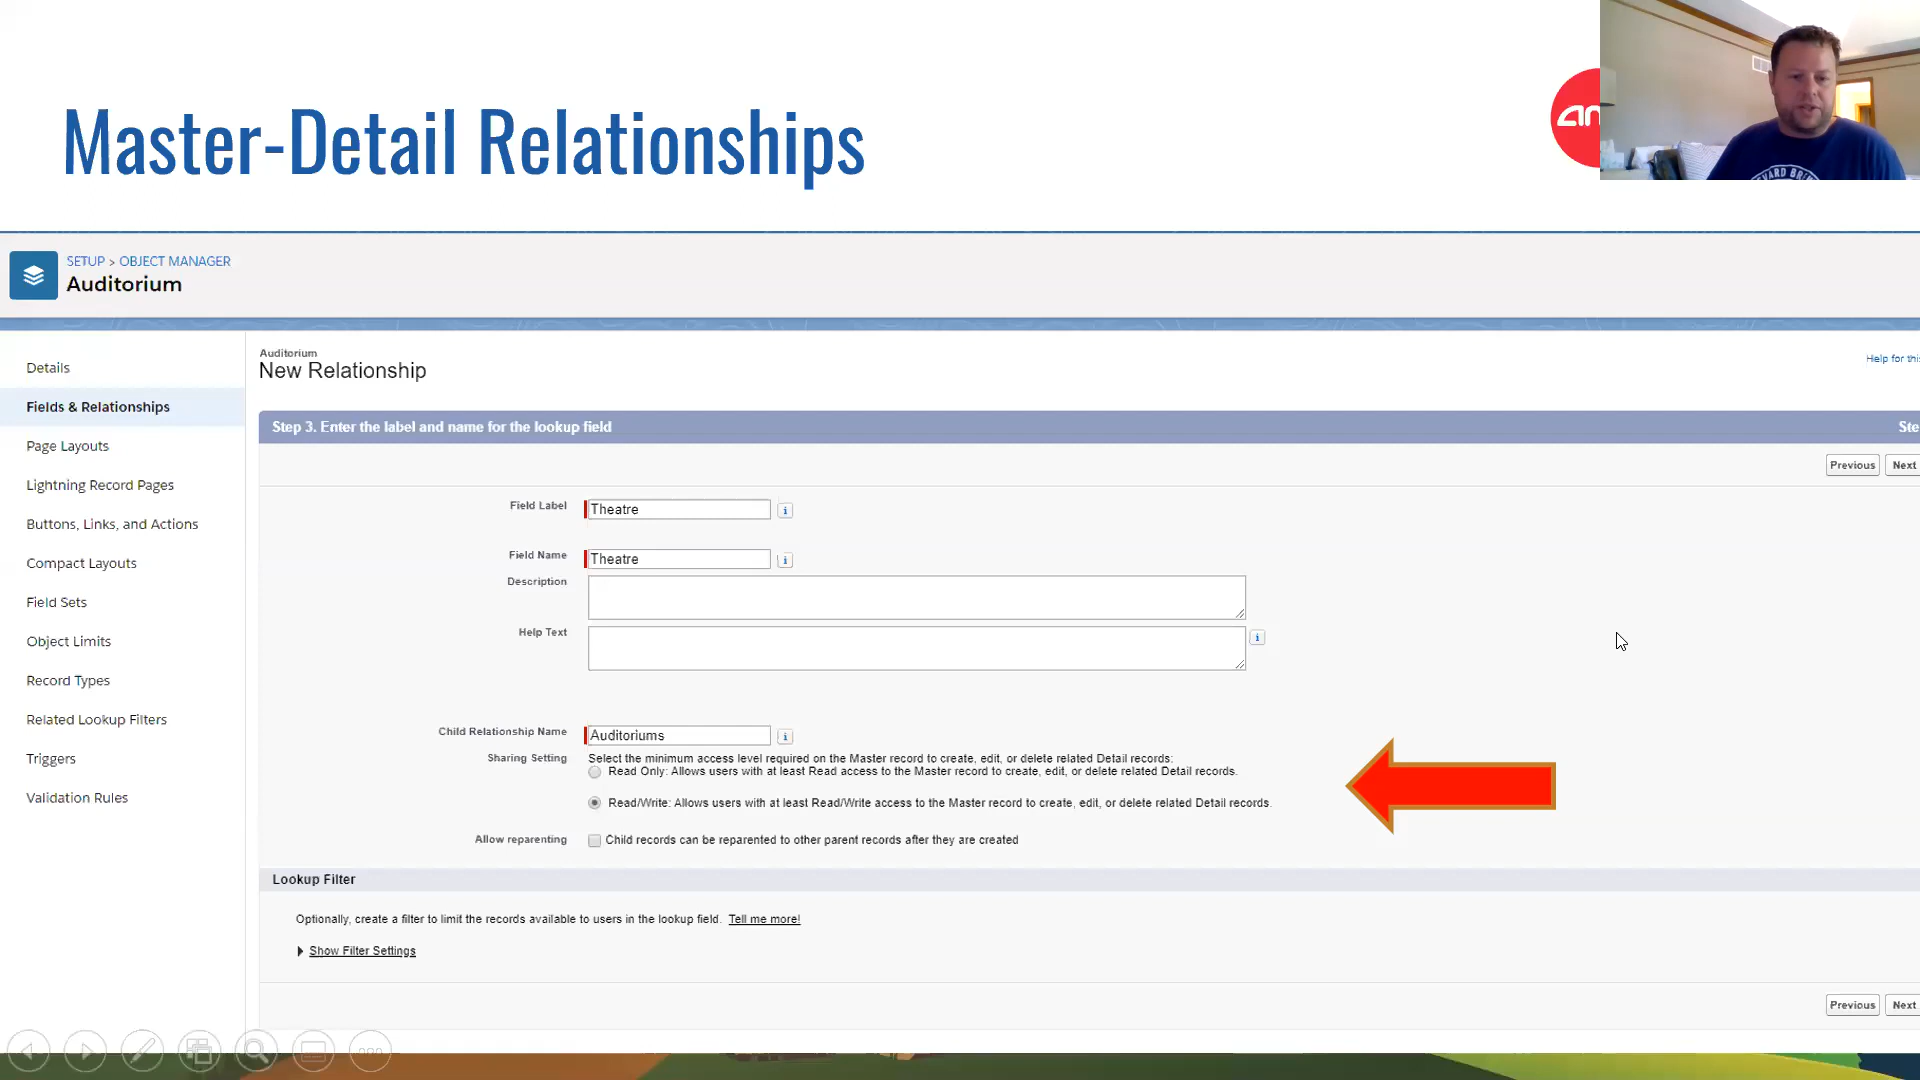 Master-Detail Relationships
SETUP > OBJECT MANAGER
Auditorium
Details
Fields & Relationships
Page Layouts
Lightning Record Pages
Buttons, Links, and Actions
Compact Layouts
Field Sets
Object Limits
Record Types
Related Lookup Filters
Triggers
Validation Rules
Auditorium
New Relationship
Help for this
Step 3. Enter the label and name for the lookup field
Ste
Previous Next
Field Label Theatre
Field Name Theatre
Description
Help Text
Child Relationship Name Auditoriums
Sharing Setting Select the minimum access level required on the Master record to create, edit, or delete related Detail records:
Read Only: Allows users with at least Read access to the Master record to create, edit, or delete related Detail records.
Read/Write: Allows users with at least Read/Write access to the Master record to create, edit, or delete related Detail records.
Allow reparenting Child records can be reparented to other parent records after they are created
Lookup Filter
Optionally, create a filter to limit the records available to users in the lookup field. Tell me more!
Show Filter Settings
Previous Next